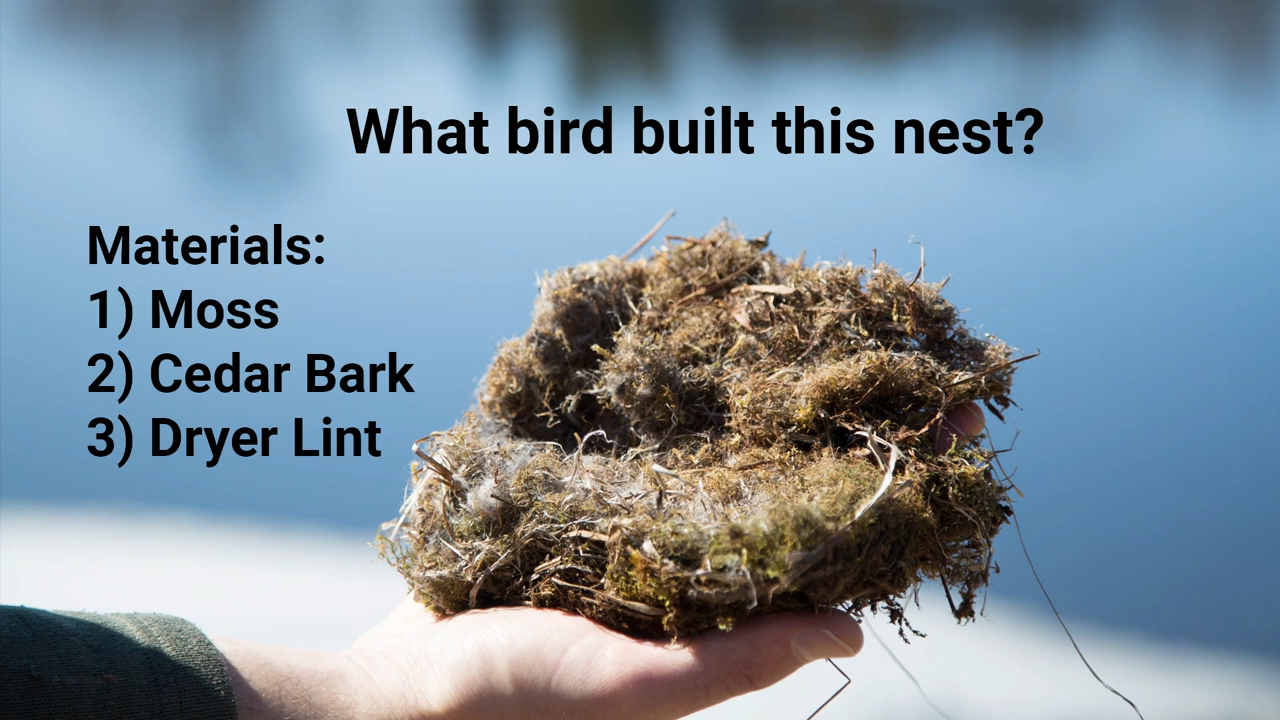 What bird built this nest?
Materials:
1) Moss
2) Cedar Bark
3) Dryer Lint